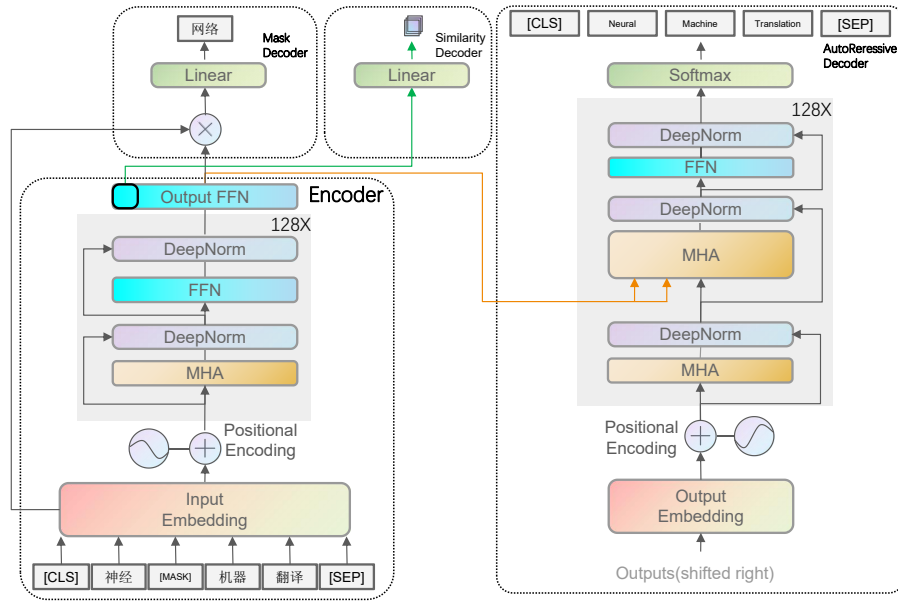 网络
Mask
Decoder
Linear
Similarity
Decoder
Linear
Output FFN
Encoder
128X
DeepNorm
FFN
DeepNorm
MHA
Positional
Encoding
Input
Embedding
[CLS]
神经
[MASK]
机器
翻译
[SEP]
[CLS]
Neural
Machine
Translation
[SEP]
AutoReressive
Decoder
Softmax
128X
DeepNorm
FFN
DeepNorm
MHA
DeepNorm
MHA
Positional
Encoding
Output
Embedding
Outputs(shifted right)